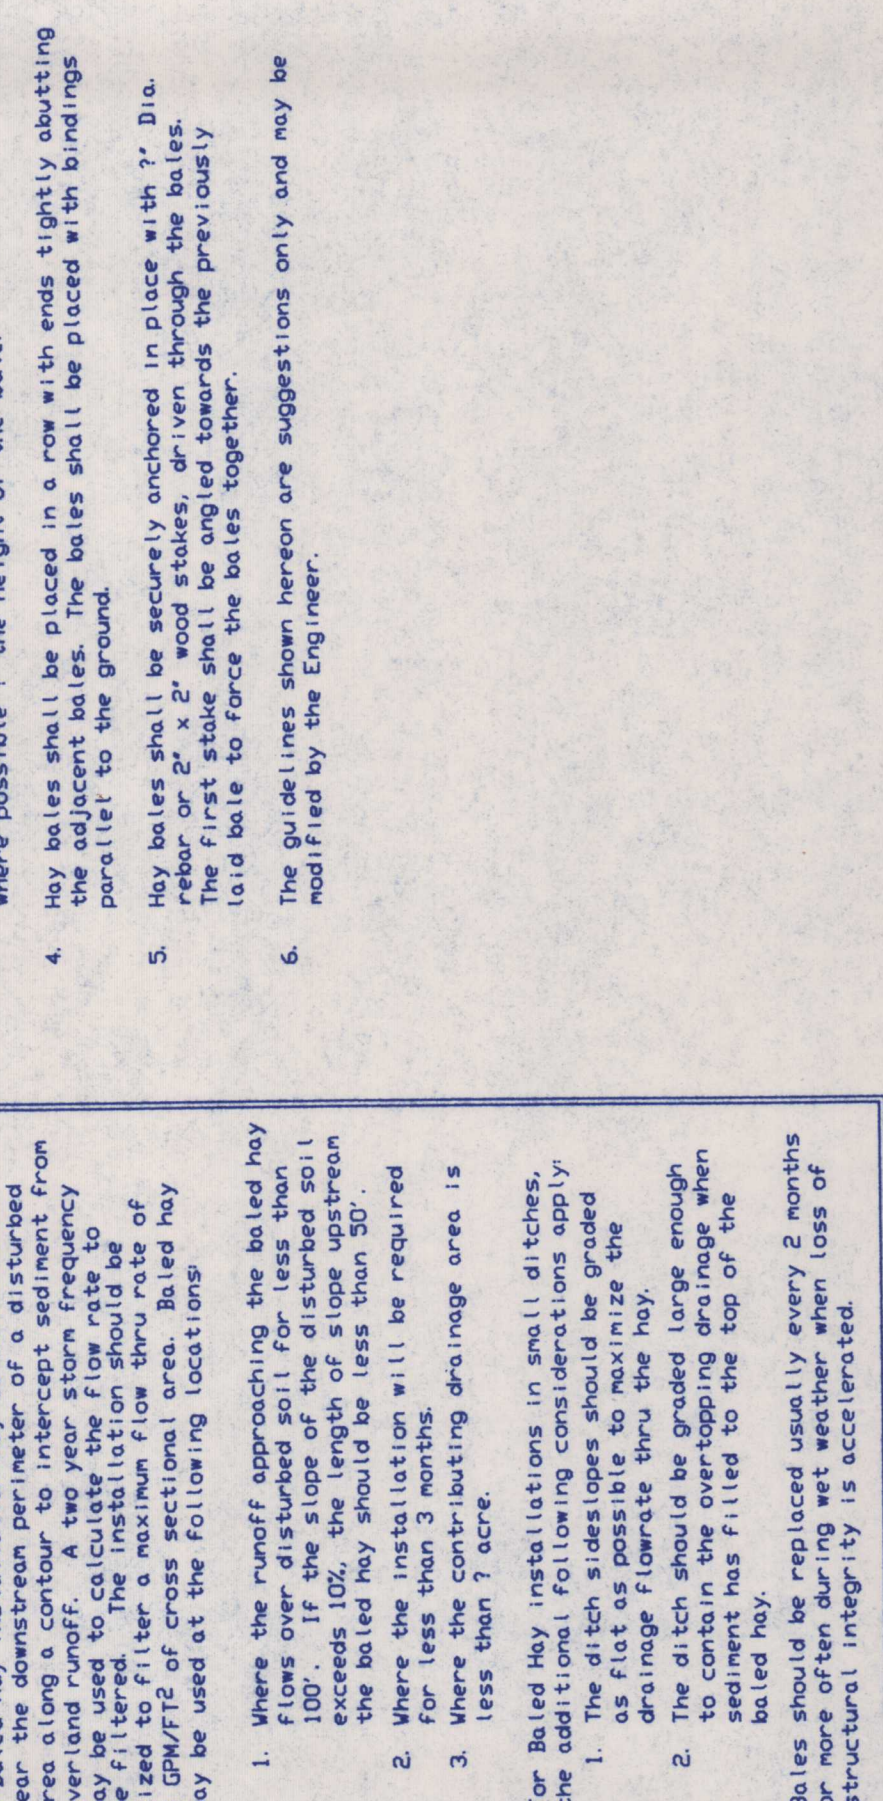 ear the downstream perimeter of a disturbed
rea along a contour to intercept sediment from
verland runoff. A two year storm frequency
ay be used to calculate the flow rate to
e filtered. The installation should be
ized to filter a maximum flow thru rate of
GPM/FT2 of cross sectional area. Baled hay
ay be used at the following locations:
1. Where the runoff approaching the baled hay
flows over disturbed soil for less than
100'. If the slope of the disturbed soil
exceeds 10%, the length of slope upstream
the baled hay should be less than 50'.
2. Where the installation will be required
for less than 3 months.
3. Where the contributing drainage area is
less than ? acre.
or Baled Hay installations in small ditches,
he additional following considerations apply:
1. The ditch sideslopes should be graded
as flat as possible to maximize the
drainage flowrate thru the hay.
2. The ditch should be graded large enough
to contain the overtopping drainage when
sediment has filled to the top of the
baled hay.
Bales should be replaced usually every 2 months
or more often during wet weather when loss of
structural integrity is accelerated.
where possible ? the height of the bale.
4. Hay bales shall be placed in a row with ends tightly abutting
the adjacent bales. The bales shall be placed with bindings
parallel to the ground.
5. Hay bales shall be securely anchored in place with ?" Dia.
rebar or 2" x 2" wood stakes, driven through the bales.
The first stake shall be angled towards the previously
laid bale to force the bales together.
6. The guidelines shown hereon are suggestions only and may be
modified by the Engineer.